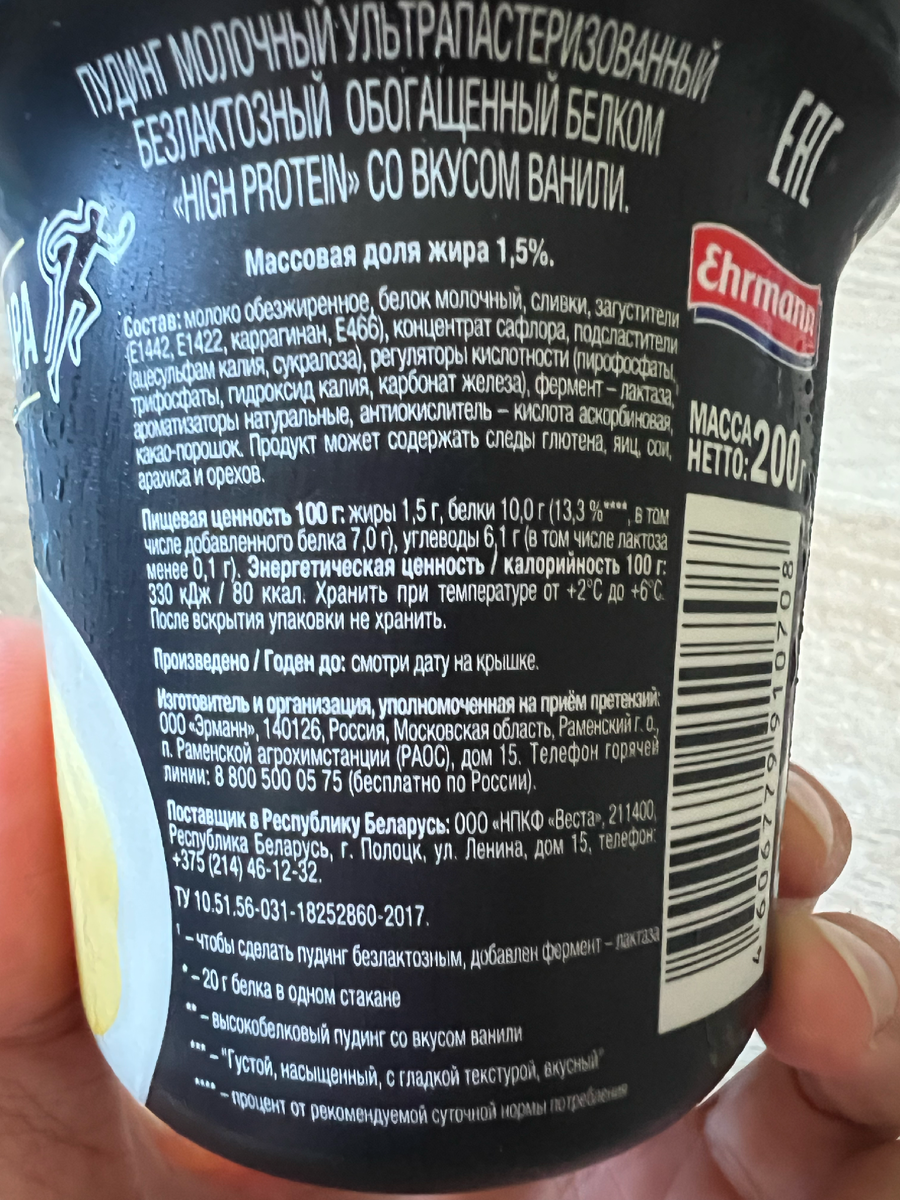 ПУДИНГ МОЛОЧНЫЙ УЛЬТРАПАСТЕРИЗОВАННЫЙ
БЕЗЛАКТОЗНЫЙ ОБОГАЩЕННЫЙ БЕЛКОМ
«HIGH PROTEIN» СО ВКУСОМ ВАНИЛИ.
EAC
Массовая доля жира 1,5%.
Ehrmann
РА
Состав: молоко обезжиренное, белок молочный, сливки, загустители
(Е1442, Е1422, каррагинан, Е466), концентрат сафлора, подсластители
(ацесульфам калия, сукралоза), регуляторы кислотности (пирофосфаты,
трифосфаты, гидроксид калия, карбонат железа), фермент – лактаза,
ароматизаторы натуральные, антиокислитель – кислота аскорбиновая,
какао-порошок. Продукт может содержать следы глютена, яиц, сои,
арахиса и орехов.
МАССА
НЕТТО: 200 г
Пищевая ценность 100 г: жиры 1,5 г, белки 10,0 г (13,3 %****, в том
числе добавленного белка 7,0 г), углеводы 6,1 г (в том числе лактоза
менее 0,1 г). Энергетическая ценность / калорийность 100 г:
330 кДж / 80 ккал. Хранить при температуре от +2°С до +6°С.
После вскрытия упаковки не хранить.
Произведено / Годен до: смотри дату на крышке.
Изготовитель и организация, уполномоченная на приём претензий:
ООО «Эрманн», 140126, Россия, Московская область, Раменский г. о.,
п. Раменской агрохимстанции (РАОС), дом 15. Телефон горячей
линии: 8 800 500 05 75 (бесплатно по России).
Поставщик в Республику Беларусь: ООО «НПКФ «Веста», 211400,
Республика Беларусь, г. Полоцк, ул. Ленина, дом 15, телефон:
+375 (214) 46-12-32.
ТУ 10.51.56-031-18252860-2017.
¹ – чтобы сделать пудинг безлактозным, добавлен фермент – лактаза
* – 20 г белка в одном стакане
** – высокобелковый пудинг со вкусом ванили
*** – "Густой, насыщенный, с гладкой текстурой, вкусный"
**** – процент от рекомендуемой суточной нормы потребления
4 606779 910708